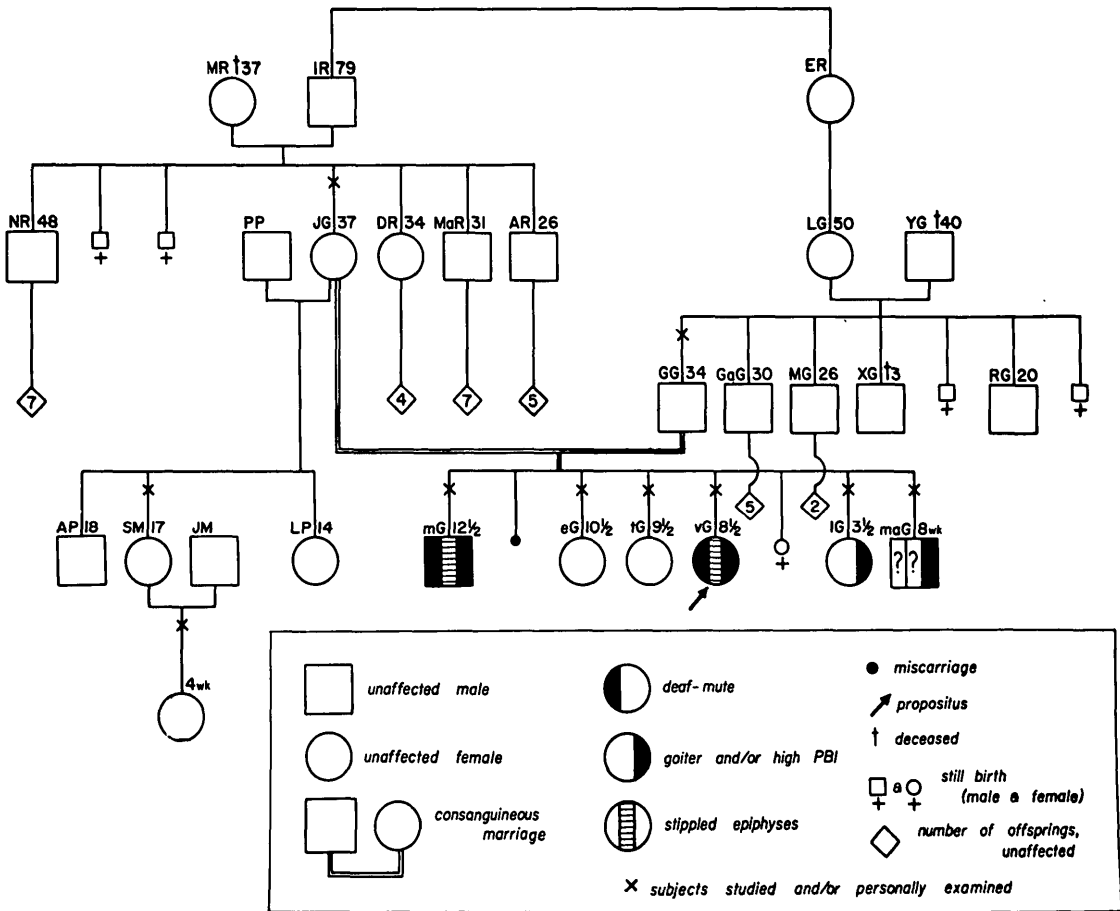 MR †37 IR 79 ER
NR 48 PP JG 37 DR 34 MaR 31 AR 26 LG 50 YG †40
GG 34 GaG 30 MG 26 XG †3 RG 20
7 4 7 5
5 2
AP 18 SM 17 JM LP 14 mG 12½ eG 10½ tG 9½ vG 8½ lG 3½ maG 8wk
? ?
4wk
unaffected male
unaffected female
consanguineous
marriage
deaf-mute
goiter and/or high PBI
stippled epiphyses
miscarriage
propositus
† deceased
& still birth
(male & female)
number of offsprings,
unaffected
x subjects studied and/or personally examined